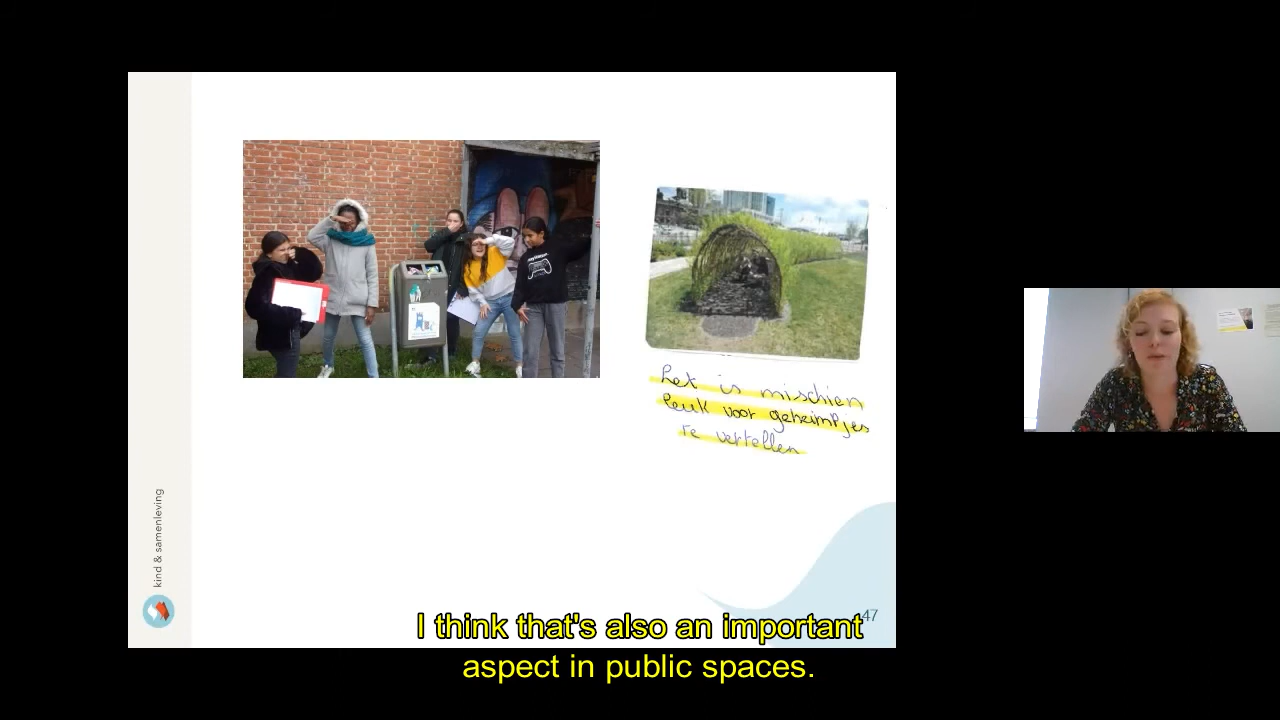 het is mischien
leuk voor geheimpjes
te vertellen
kind & samenleving
47
I think that's also an important
aspect in public spaces.